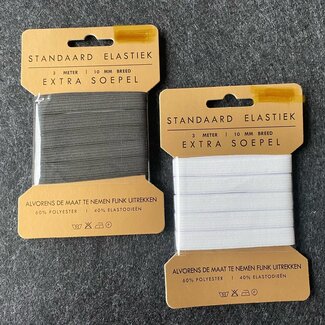 STANDAARD ELASTIEK
3 METER | 10 MM BREED
EXTRA SOEPEL
ALVORENS DE MAAT TE NEMEN FLINK UITREKKEN
60% POLYESTER | 40% ELASTODIEËN
STANDAARD ELASTIEK
3 METER | 10 MM BREED
EXTRA SOEPEL
ALVORENS DE MAAT TE NEMEN FLINK UITREKKEN
60% POLYESTER | 40% ELASTODIEËN